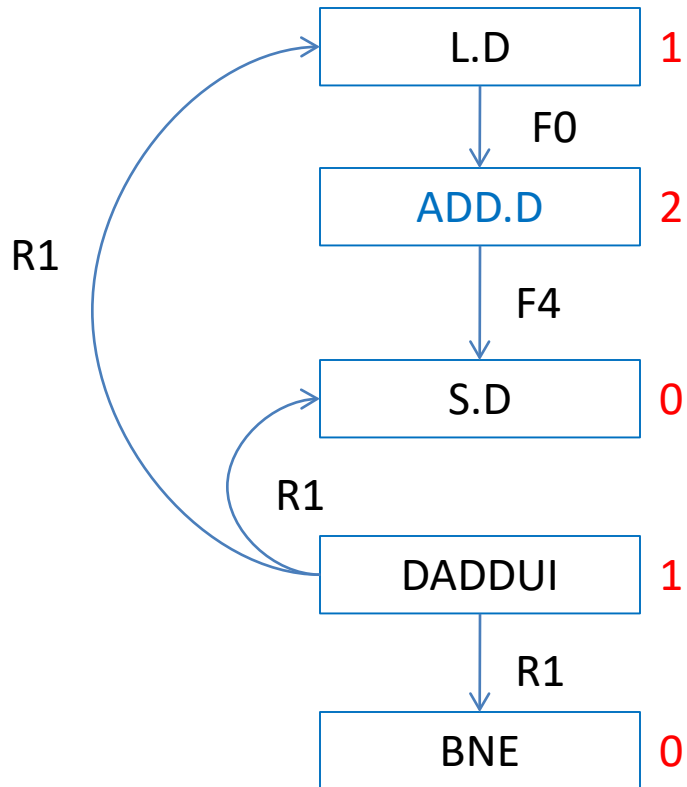 L.D 1
F0
ADD.D 2
R1
F4
S.D 0
R1
DADDUI 1
R1
BNE 0